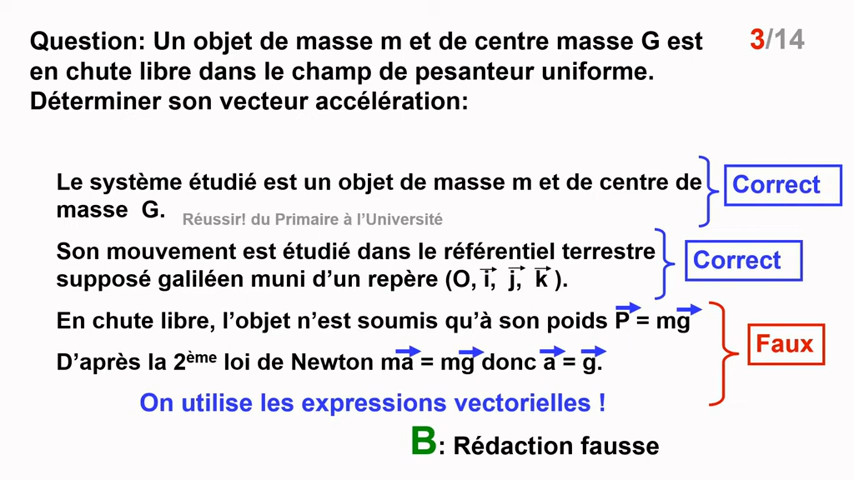 Question: Un objet de masse m et de centre masse G est
3/14
en chute libre dans le champ de pesanteur uniforme.
Déterminer son vecteur accélération:
Le système étudié est un objet de masse m et de centre de
masse G.
Correct
Réussir! du Primaire à l'Université
Son mouvement est étudié dans le référentiel terrestre
supposé galiléen muni d'un repère (O, i⃗, j⃗, k⃗ ).
Correct
En chute libre, l'objet n'est soumis qu'à son poids P⃗ = mg⃗
D'après la 2ème loi de Newton ma⃗ = mg⃗ donc a⃗ = g⃗.
Faux
On utilise les expressions vectorielles !
B: Rédaction fausse